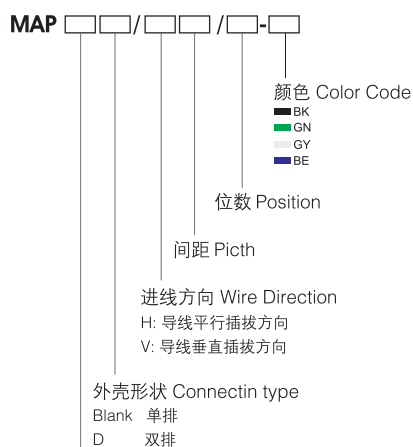 MAP □□/□□/□-□
颜色 Color Code
BK
GN
GY
BE
位数 Position
间距 Picth
进线方向 Wire Direction
H: 导线平行插拔方向
V: 导线垂直插拔方向
外壳形状 Connectin type
Blank 单排
D 双排